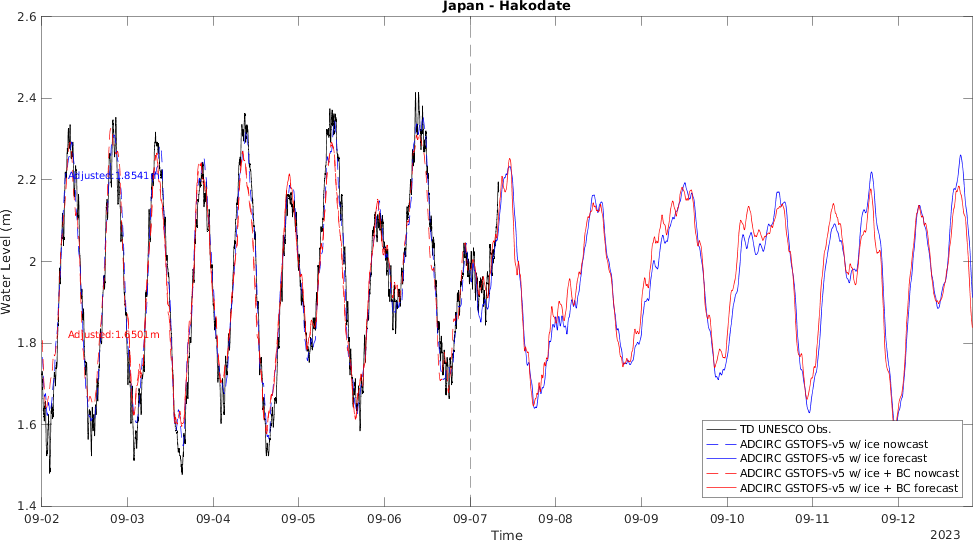 Japan - Hakodate
2.6
2.4
2.2
2
1.8
1.6
1.4
Water Level (m)
Adjusted:1.8541m
Adjusted:1.6501m
TD UNESCO Obs.
ADCIRC GSTOFS-v5 w/ ice nowcast
ADCIRC GSTOFS-v5 w/ ice forecast
ADCIRC GSTOFS-v5 w/ ice + BC nowcast
ADCIRC GSTOFS-v5 w/ ice + BC forecast
09-02 09-03 09-04 09-05 09-06 09-07 09-08 09-09 09-10 09-11 09-12
Time
2023